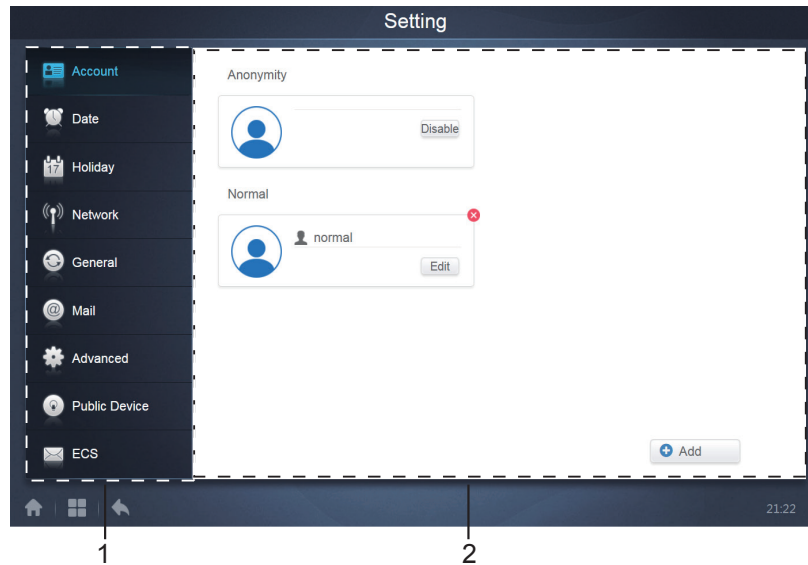 Setting
Account
Date
17
Holiday
Network
General
@
Mail
Advanced
Public Device
ECS
Anonymity
Disable
Normal
normal
Edit
Add
21:22
1
2